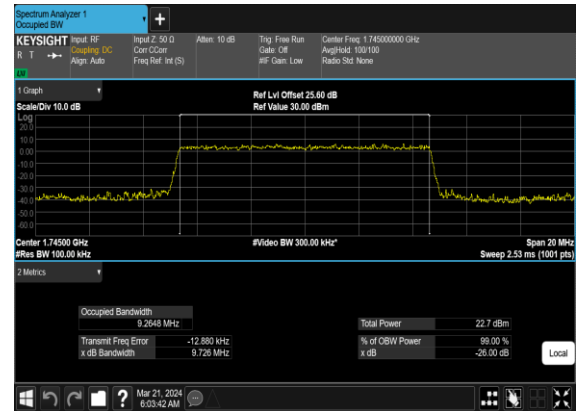 Spectrum Analyzer 1
Occupied BW
KEYSIGHT
R T
LXI
Input: RF
Coupling: DC
Align: Auto
Input Z: 50 Ω
Corr CCorr
Freq Ref: Int (S)
Atten: 10 dB
Trig: Free Run
Gate: Off
#IF Gain: Low
Center Freq: 1.745000000 GHz
Avg|Hold: 100/100
Radio Std: None
1 Graph
Scale/Div 10.0 dB
Ref Lvl Offset 25.60 dB
Ref Value 30.00 dBm
Log
20.0
10.0
0.00
-10.0
-20.0
-30.0
-40.0
-50.0
-60.0
Center 1.74500 GHz
#Res BW 100.00 kHz
#Video BW 300.00 kHz*
Span 20 MHz
Sweep 2.53 ms (1001 pts)
2 Metrics
Occupied Bandwidth
9.2648 MHz
Transmit Freq Error -12.880 kHz
x dB Bandwidth 9.726 MHz
Total Power 22.7 dBm
% of OBW Power 99.00 %
x dB -26.00 dB
Local
?
Mar 21, 2024
6:03:42 AM